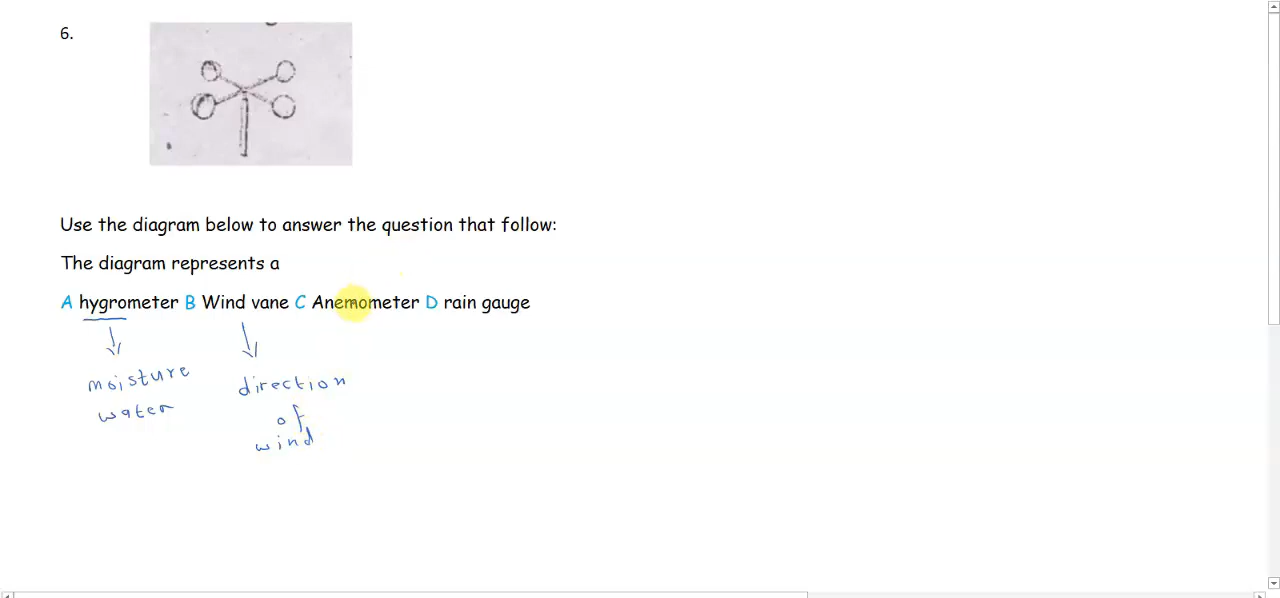 6.
Use the diagram below to answer the question that follow:
The diagram represents a
A hygrometer B Wind vane C Anemometer D rain gauge
moisture
water
direction
of
wind